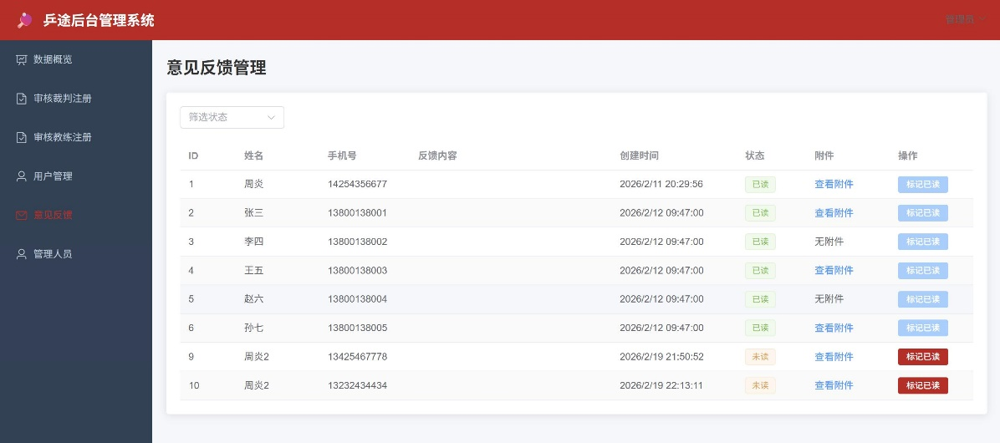 乒途后台管理系统
管理员
数据概览
审核裁判注册
审核教练注册
用户管理
意见反馈
管理人员
意见反馈管理
筛选状态
ID 姓名 手机号 反馈内容 创建时间 状态 附件 操作
1 周炎 14254356677 2026/2/11 20:29:56 已读 查看附件 标记已读
2 张三 13800138001 2026/2/12 09:47:00 已读 查看附件 标记已读
3 李四 13800138002 2026/2/12 09:47:00 已读 无附件 标记已读
4 王五 13800138003 2026/2/12 09:47:00 已读 查看附件 标记已读
5 赵六 13800138004 2026/2/12 09:47:00 已读 无附件 标记已读
6 孙七 13800138005 2026/2/12 09:47:00 已读 查看附件 标记已读
9 周炎2 13425467778 2026/2/19 21:50:52 未读 查看附件 标记已读
10 周炎2 13232434434 2026/2/19 22:13:11 未读 查看附件 标记已读